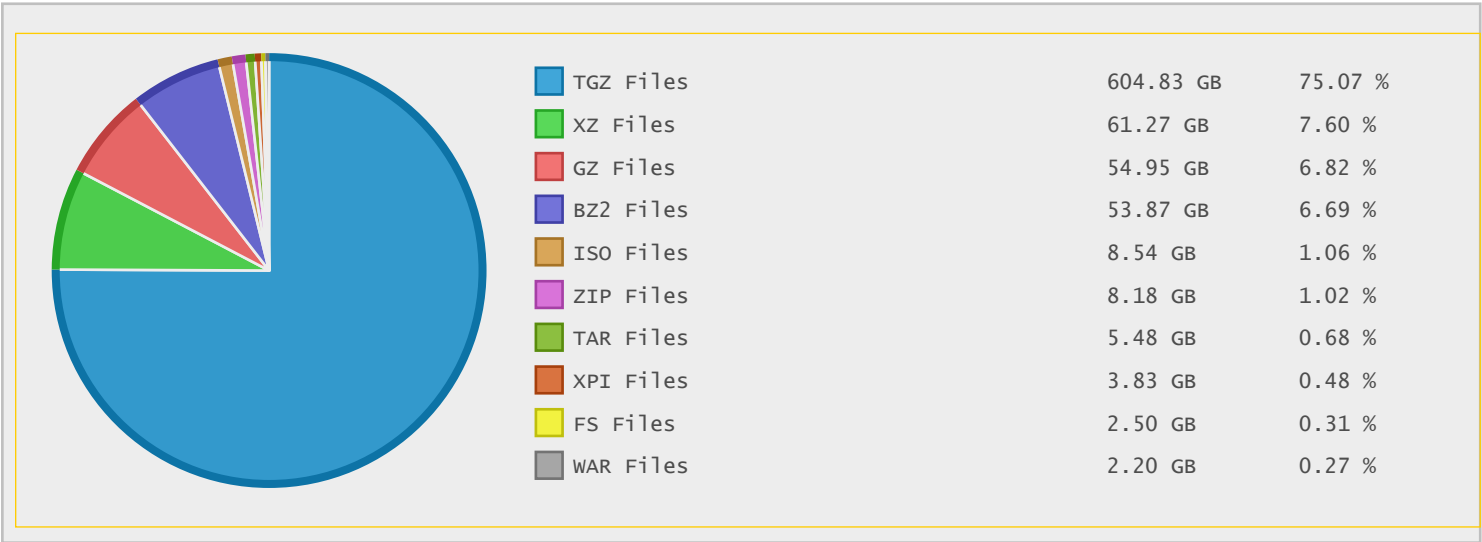 TGZ Files 604.83 GB 75.07 %
XZ Files 61.27 GB 7.60 %
GZ Files 54.95 GB 6.82 %
BZ2 Files 53.87 GB 6.69 %
ISO Files 8.54 GB 1.06 %
ZIP Files 8.18 GB 1.02 %
TAR Files 5.48 GB 0.68 %
XPI Files 3.83 GB 0.48 %
FS Files 2.50 GB 0.31 %
WAR Files 2.20 GB 0.27 %